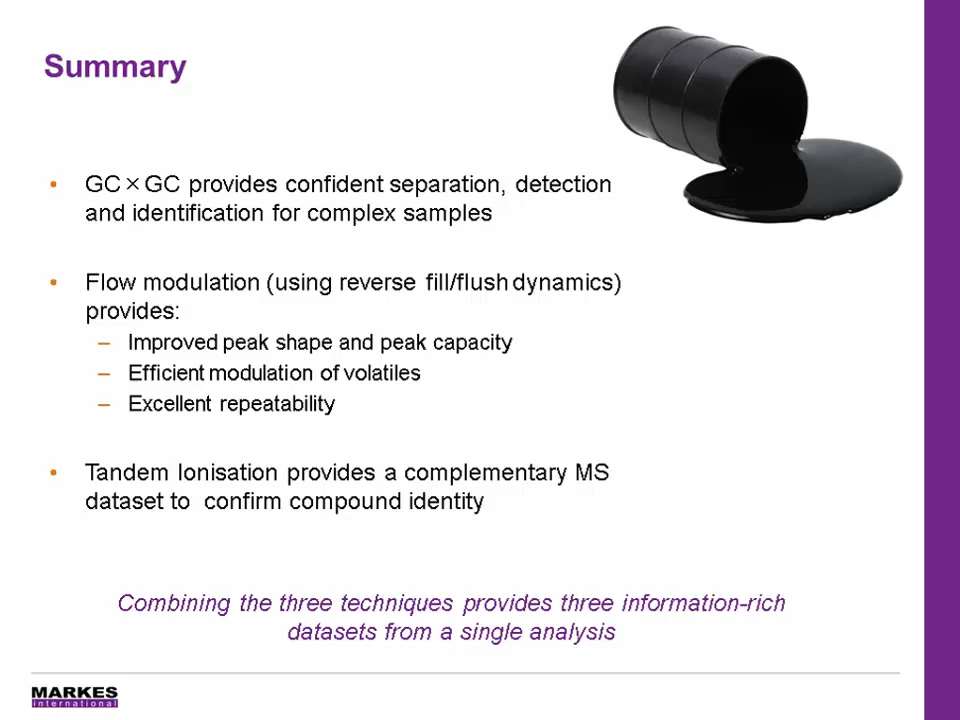 Summary
• GC×GC provides confident separation, detection
and identification for complex samples
• Flow modulation (using reverse fill/flush dynamics)
provides:
– Improved peak shape and peak capacity
– Efficient modulation of volatiles
– Excellent repeatability
• Tandem Ionisation provides a complementary MS
dataset to confirm compound identity
Combining the three techniques provides three information-rich
datasets from a single analysis
MARKES
international